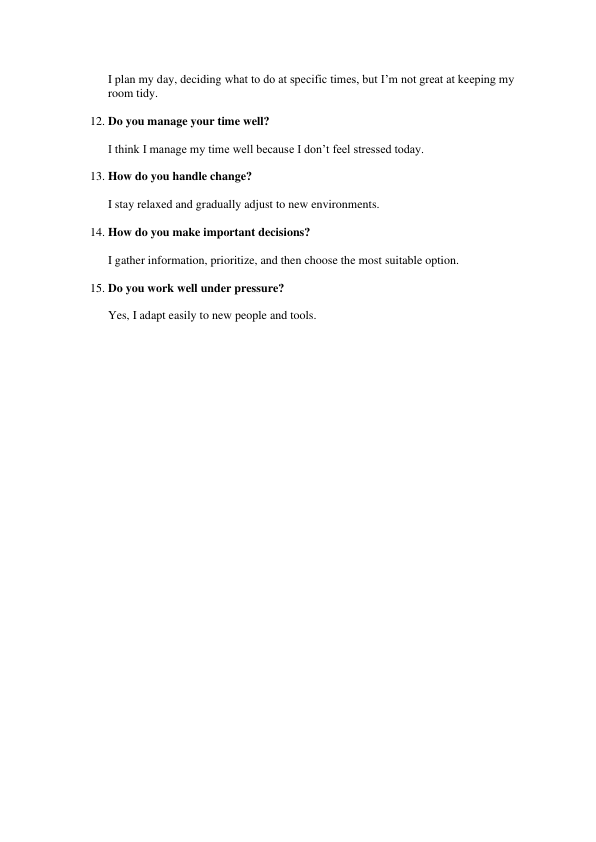 I plan my day, deciding what to do at specific times, but I’m not great at keeping my
room tidy.
12. Do you manage your time well?
I think I manage my time well because I don’t feel stressed today.
13. How do you handle change?
I stay relaxed and gradually adjust to new environments.
14. How do you make important decisions?
I gather information, prioritize, and then choose the most suitable option.
15. Do you work well under pressure?
Yes, I adapt easily to new people and tools.